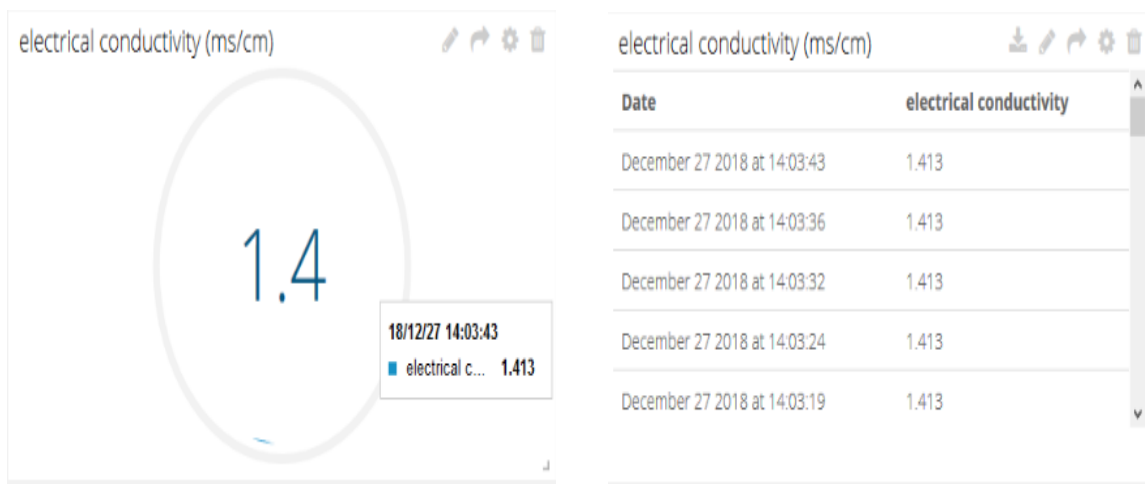 electrical conductivity (ms/cm)
1.4
18/12/27 14:03:43
electrical c... 1.413
electrical conductivity (ms/cm)
Date electrical conductivity
December 27 2018 at 14:03:43 1.413
December 27 2018 at 14:03:36 1.413
December 27 2018 at 14:03:32 1.413
December 27 2018 at 14:03:24 1.413
December 27 2018 at 14:03:19 1.413